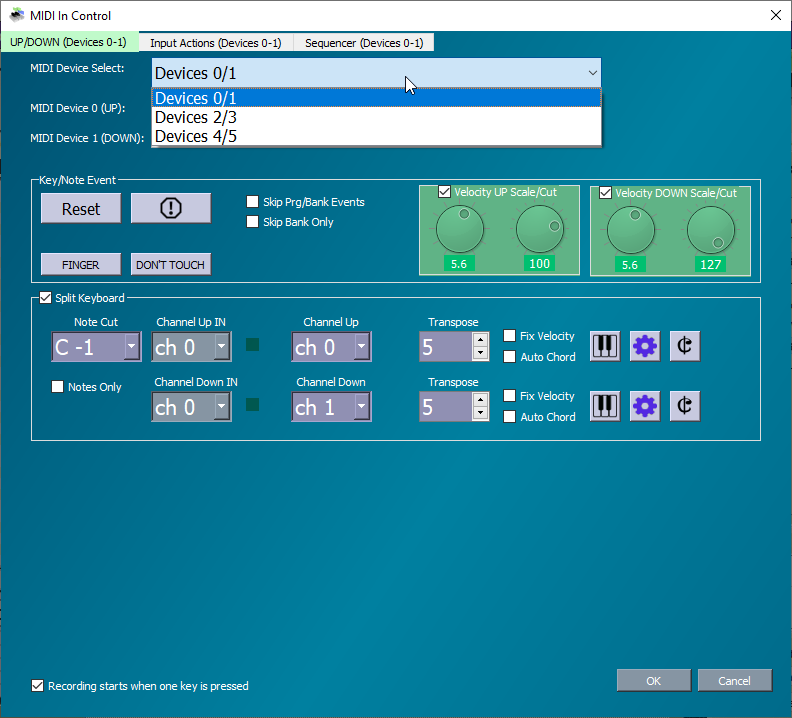 MIDI In Control
UP/DOWN (Devices 0-1) Input Actions (Devices 0-1) Sequencer (Devices 0-1)
MIDI Device Select: Devices 0/1
Devices 0/1
MIDI Device 0 (UP): Devices 2/3
MIDI Device 1 (DOWN): Devices 4/5
Key/Note Event
Velocity UP Scale/Cut Velocity DOWN Scale/Cut
Reset Skip Prg/Bank Events
Skip Bank Only
FINGER DON'T TOUCH 5.6 100 5.6 127
Split Keyboard
Note Cut Channel Up IN Channel Up Transpose
C -1 ch 0 ch 0 5 Fix Velocity
Auto Chord
Notes Only Channel Down IN Channel Down Transpose
ch 0 ch 1 5 Fix Velocity
Auto Chord
Recording starts when one key is pressed OK Cancel